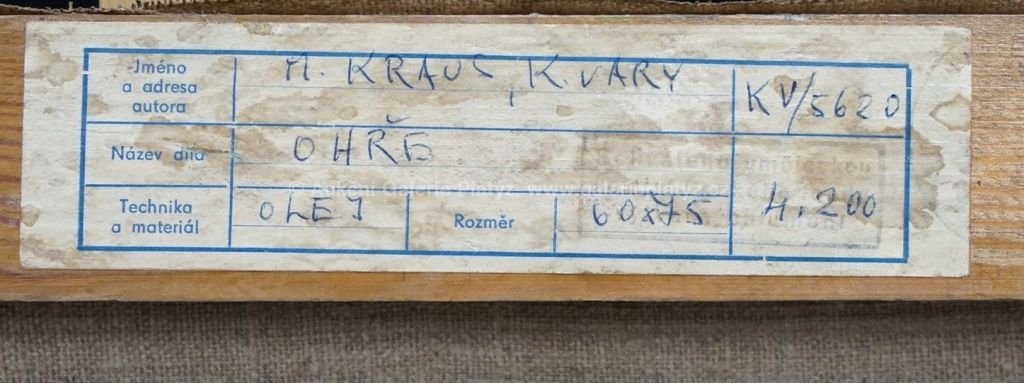 Jméno
a adresa
autora
M. KRAUS, K. VARY
KV/5620
Název díla
OHŘE
Technika
a materiál
OLEJ
Rozměr
60x75
4.200